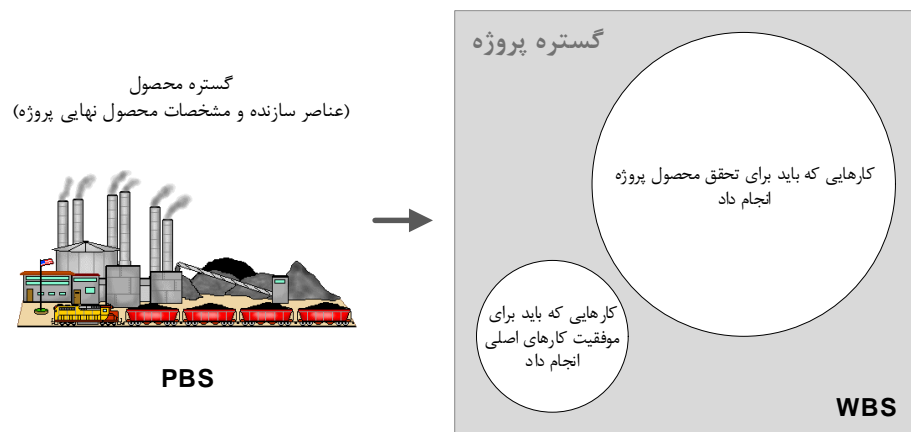 گستره پروژه
گستره محصول
(عناصر سازنده و مشخصات محصول نهایی پروژه)
کارهایی که باید برای تحقق محصول پروژه
انجام داد
کارهایی که باید برای
موفقیت کارهای اصلی
انجام داد
PBS
WBS